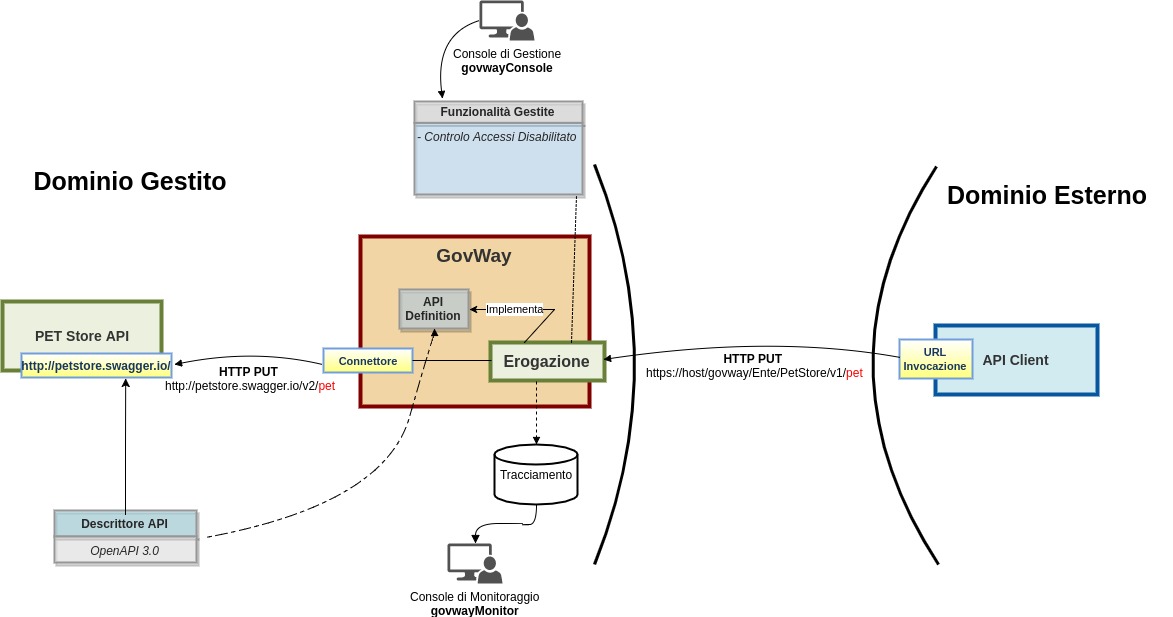 Console di Gestione
govwayConsole
Funzionalità Gestite
- Controlo Accessi Disabilitato
Dominio Gestito
Dominio Esterno
GovWay
API
Definition
Implementa
PET Store API
http://petstore.swagger.io/
Connettore
Erogazione
HTTP PUT
http://petstore.swagger.io/v2/pet
HTTP PUT
https://host/govway/Ente/PetStore/v1/pet
URL
Invocazione
API Client
Tracciamento
Descrittore API
OpenAPI 3.0
Console di Monitoraggio
govwayMonitor